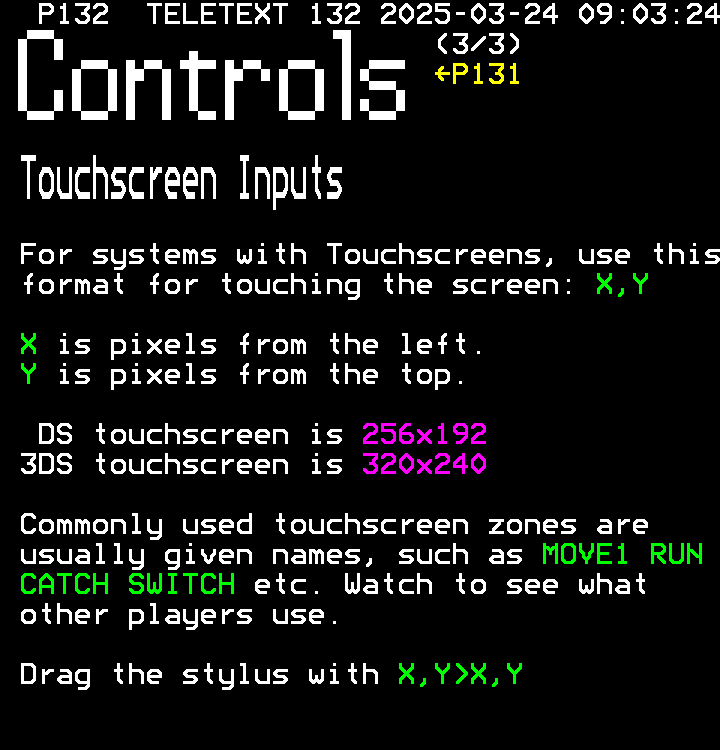 P132  TELETEXT 132 2025-03-24 09:03:24
Controls
(3/3)
←P131
Touchscreen Inputs
For systems with Touchscreens, use this
format for touching the screen: X,Y
X is pixels from the left.
Y is pixels from the top.
DS touchscreen is 256x192
3DS touchscreen is 320x240
Commonly used touchscreen zones are
usually given names, such as MOVE1 RUN
CATCH SWITCH etc. Watch to see what
other players use.
Drag the stylus with X,Y>X,Y